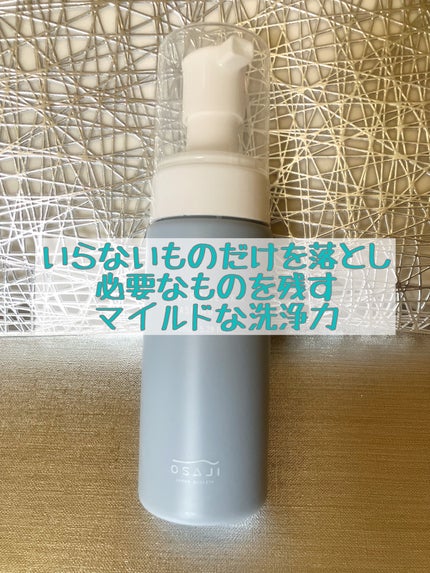 いらないものだけを落とし
必要なものを残す
マイルドな洗浄力
OSAJI